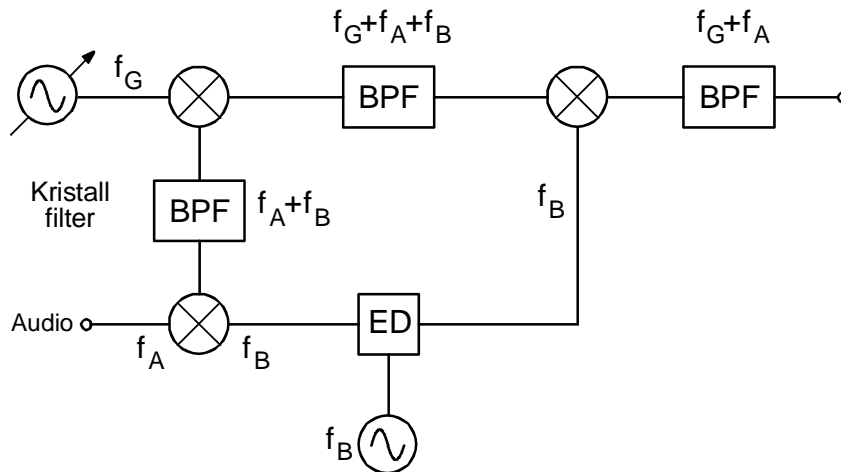 f_G+f_A+f_B
f_G+f_A
f_G
BPF
BPF
Kristall
filter
BPF
f_A+f_B
f_B
Audio
f_A
f_B
ED
f_B